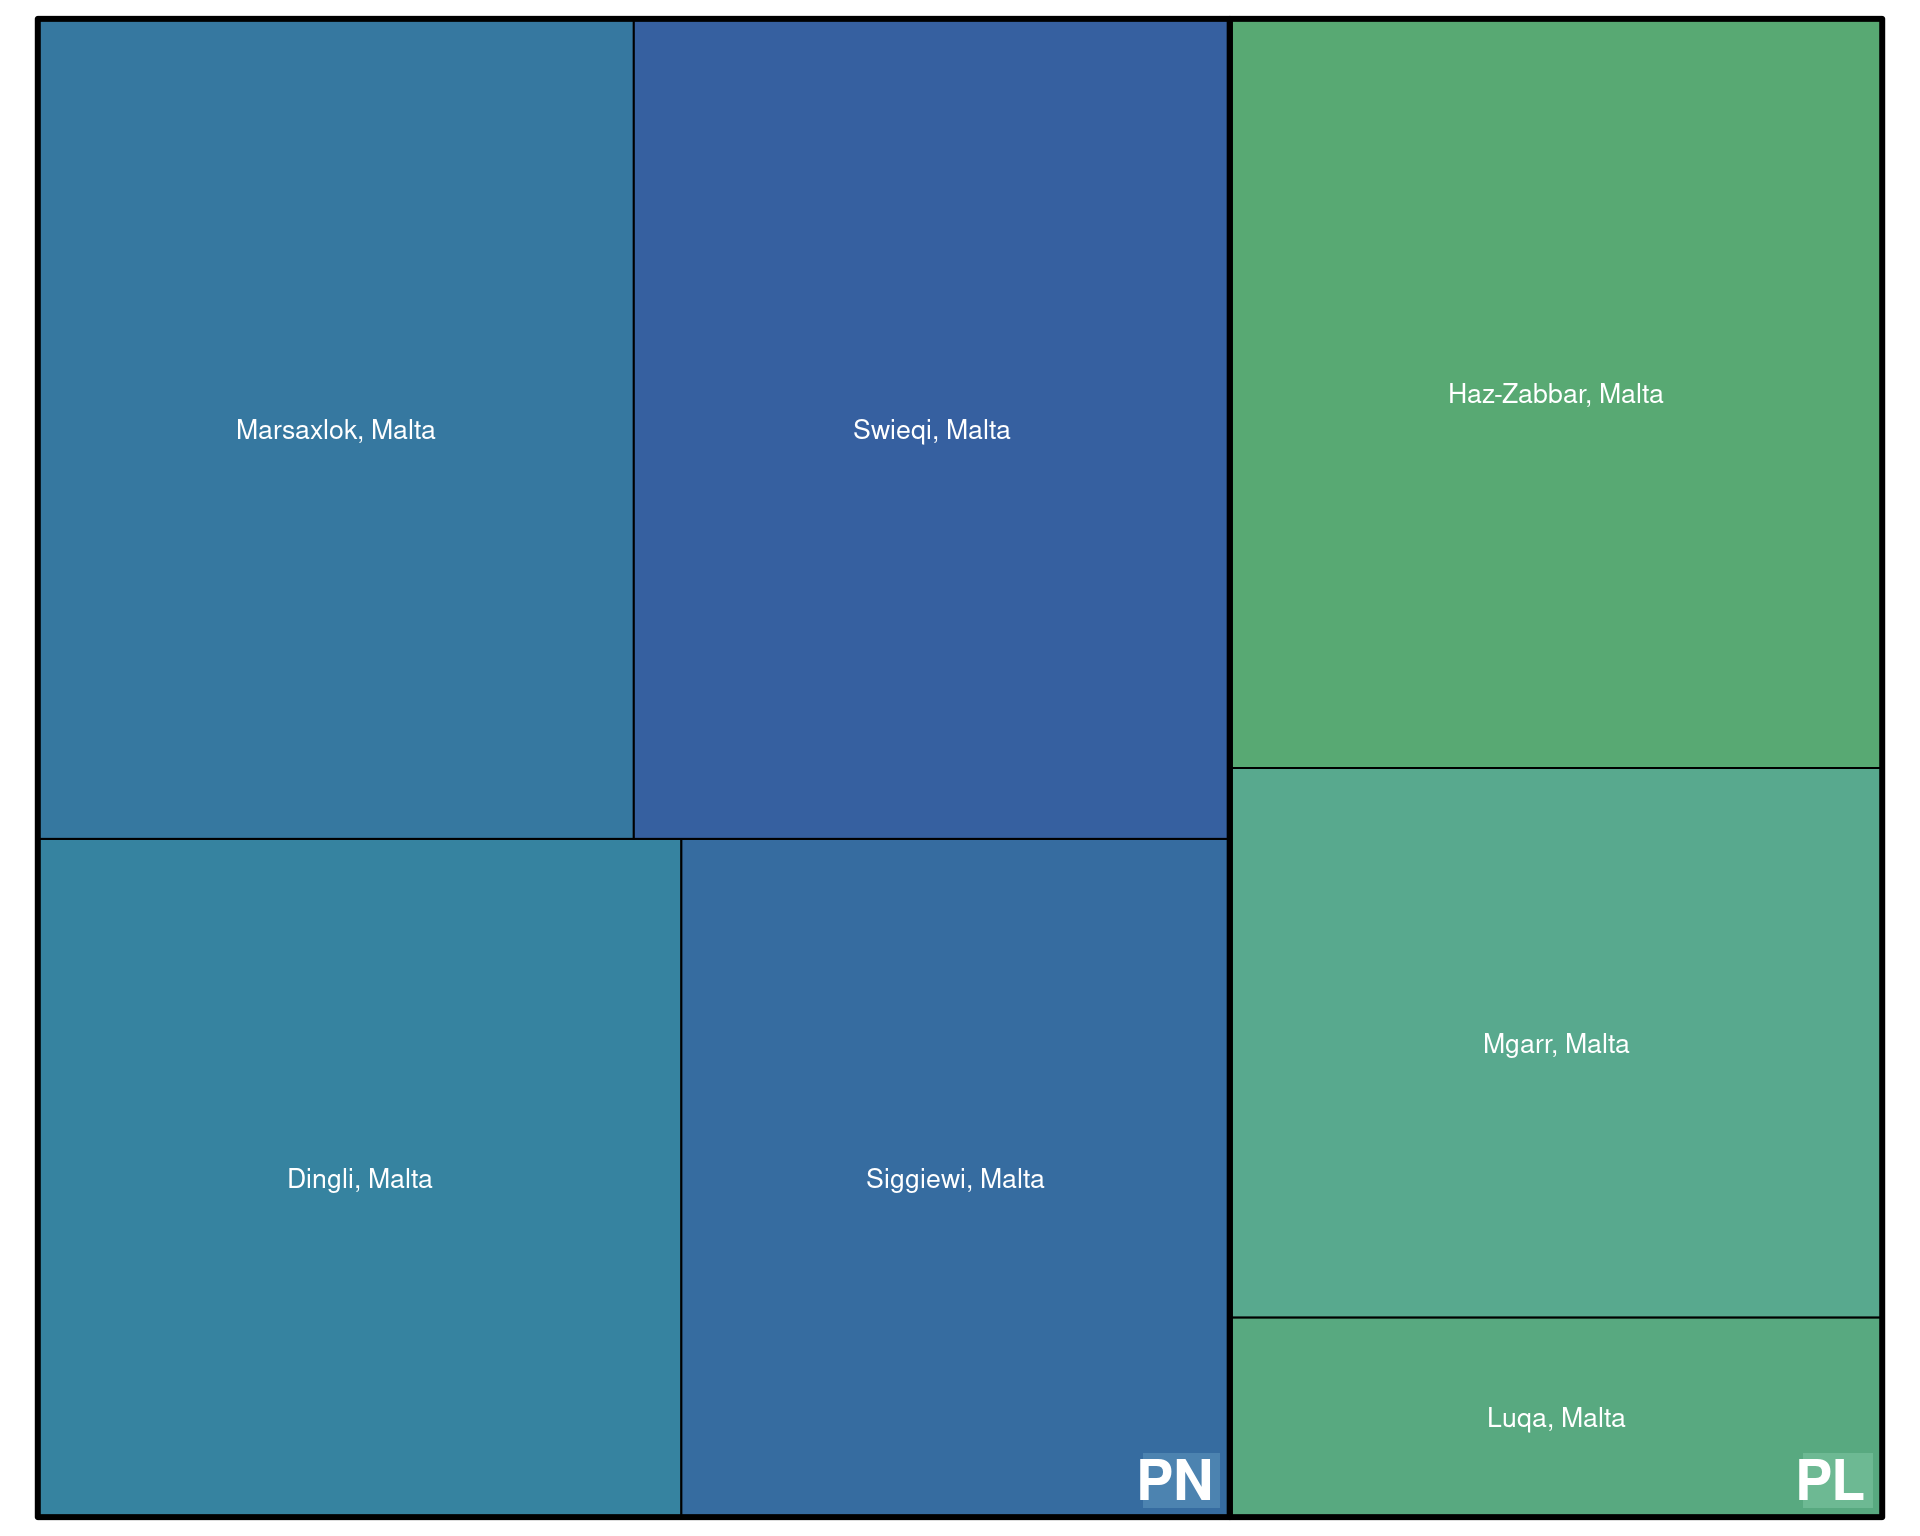 Marsaxlok, Malta
Swieqi, Malta
Haz-Zabbar, Malta
Mgarr, Malta
Dingli, Malta
Siggiewi, Malta
Luqa, Malta
PN
PL